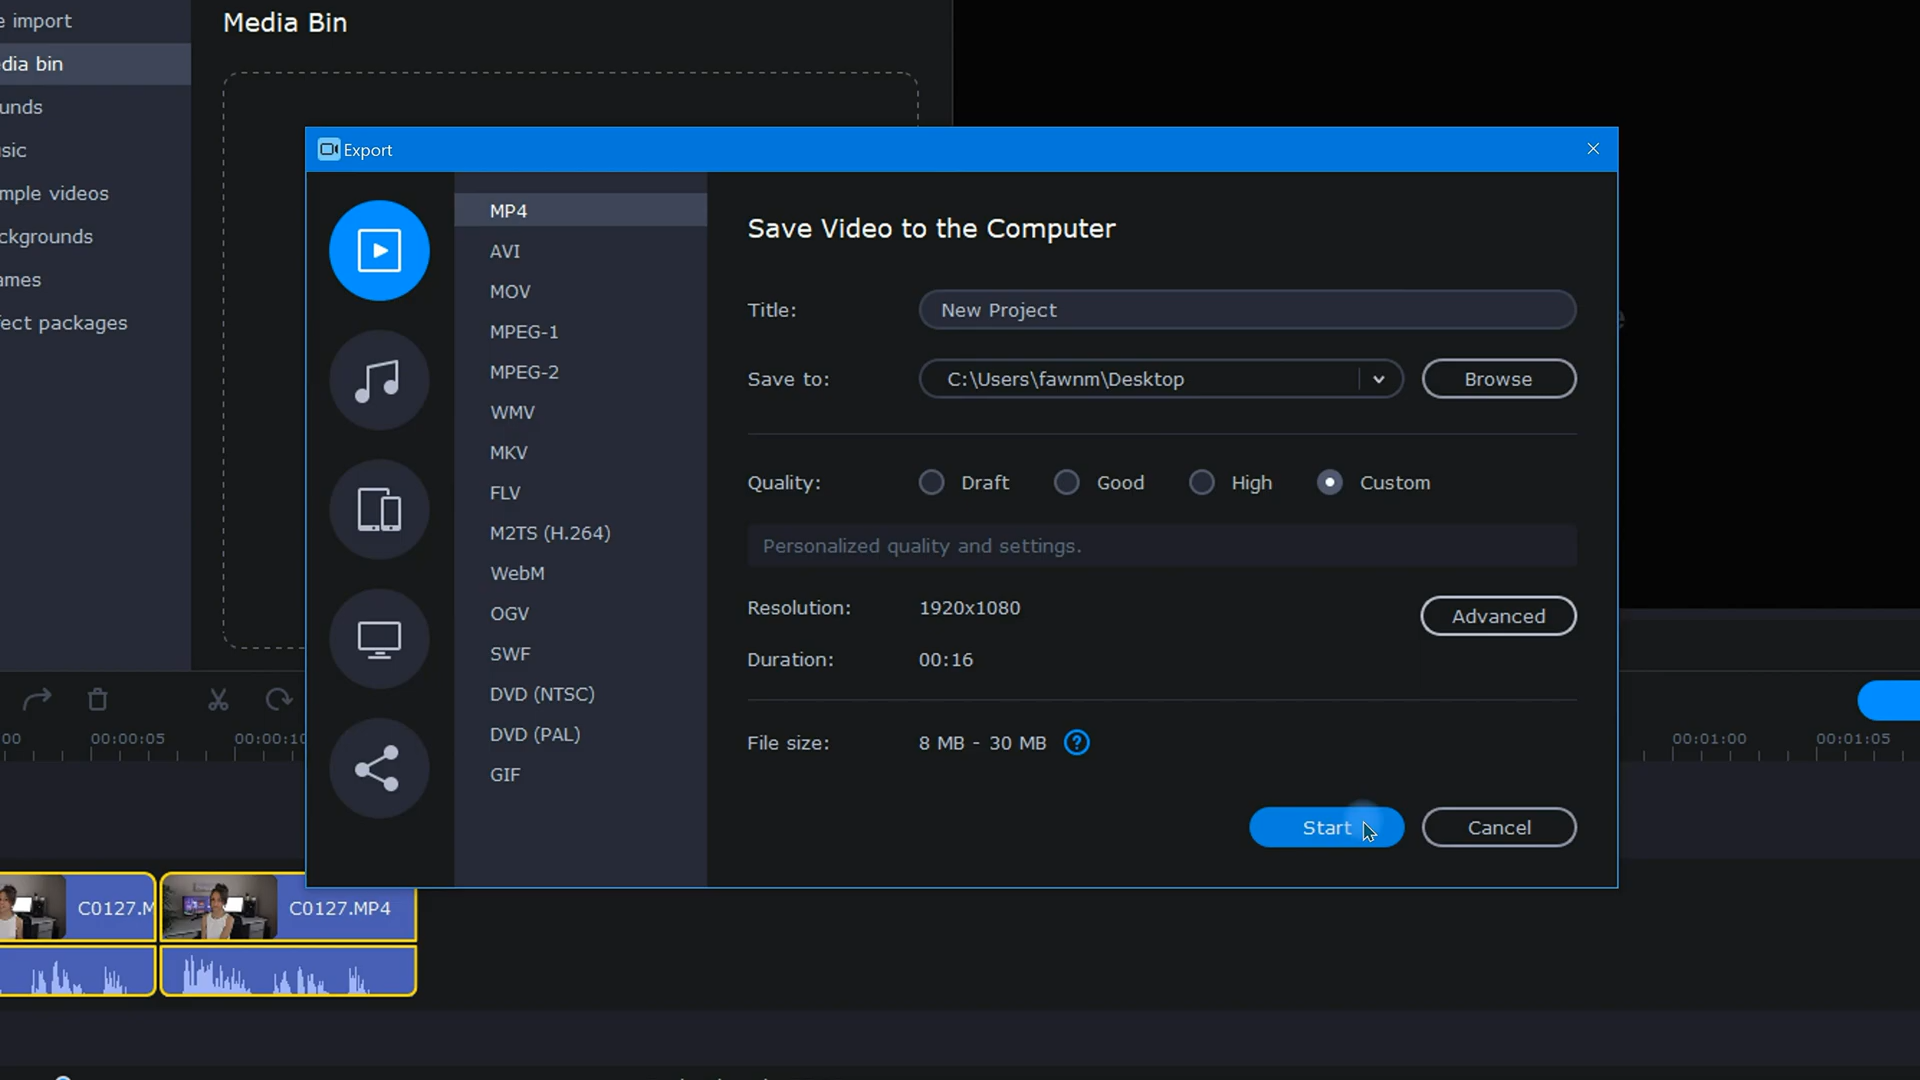 e import
Media Bin
dia bin
unds
sic
mple videos
ckgrounds
ames
fect packages
Export
MP4
AVI
MOV
MPEG-1
MPEG-2
WMV
MKV
FLV
M2TS (H.264)
WebM
OGV
SWF
DVD (NTSC)
DVD (PAL)
GIF
Save Video to the Computer
Title: New Project
Save to: C:\Users\fawnm\Desktop Browse
Quality: Draft Good High Custom
Personalized quality and settings.
Resolution: 1920x1080 Advanced
Duration: 00:16
File size: 8 MB - 30 MB ?
Start Cancel
00 00:00:05 00:00:10 00:01:00 00:01:05
C0127.M C0127.MP4